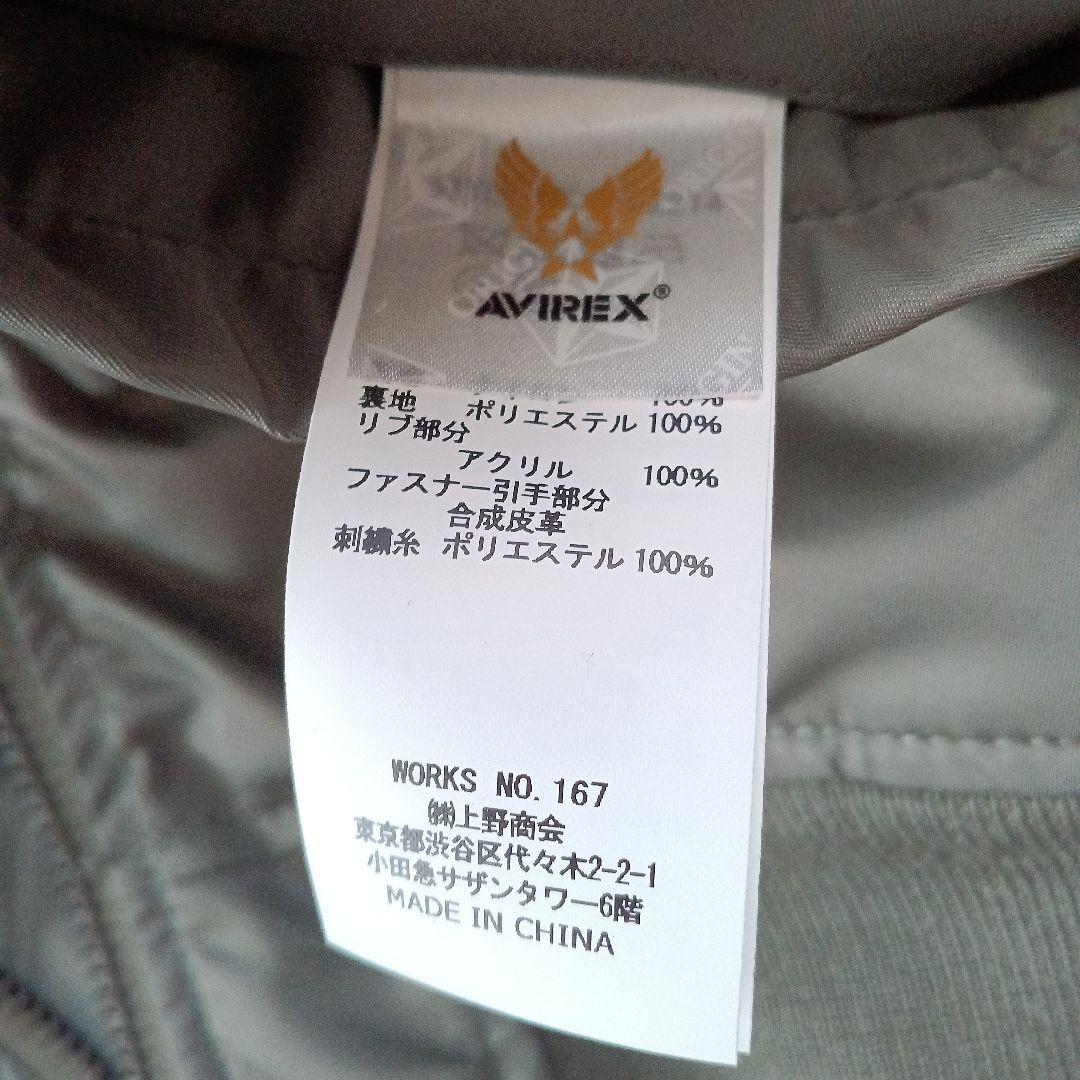 AVIREX®
100%
裏地 ポリエステル 100%
リブ部分
アクリル 100%
ファスナー引手部分
合成皮革
刺繍糸 ポリエステル 100%
WORKS NO. 167
㈱上野商会
東京都渋谷区代々木2-2-1
小田急サザンタワー6階
MADE IN CHINA